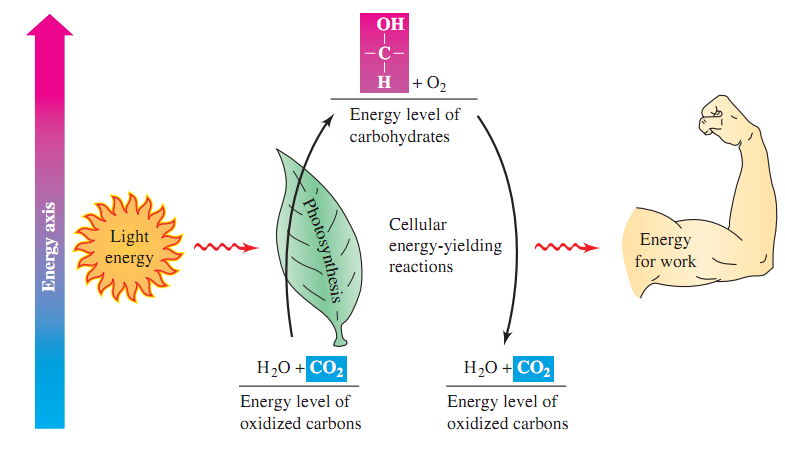 OH
–C–
H + O₂
Energy level of
carbohydrates
Energy axis
Light
energy
Photosynthesis
Cellular
energy-yielding
reactions
Energy
for work
H₂O + CO₂
Energy level of
oxidized carbons
H₂O + CO₂
Energy level of
oxidized carbons